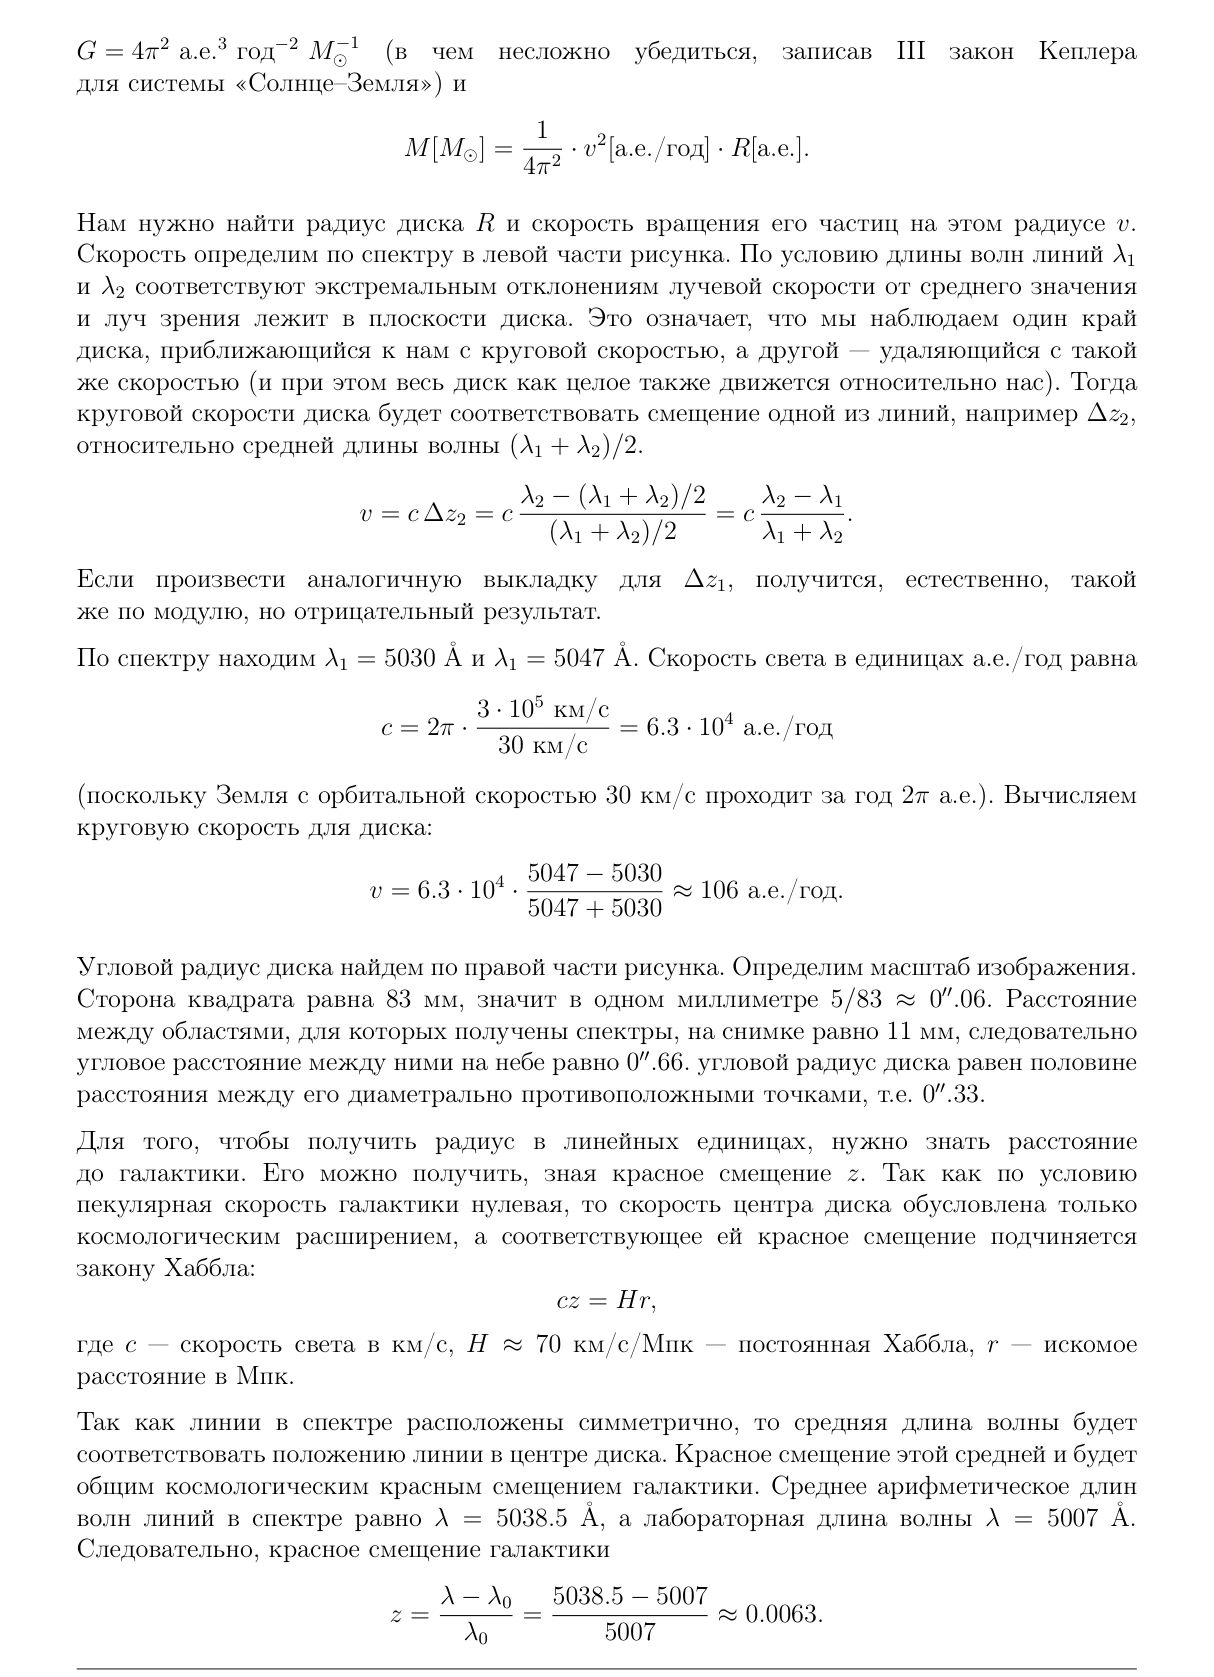 G = 4π² а.е.³ год⁻² M⊙⁻¹ (в чем несложно убедиться, записав III закон Кеплера
для системы «Солнце–Земля») и
M[M⊙] = 1/(4π²) · v²[а.е./год] · R[а.е.].
Нам нужно найти радиус диска R и скорость вращения его частиц на этом радиусе v.
Скорость определим по спектру в левой части рисунка. По условию длины волн линий λ₁
и λ₂ соответствуют экстремальным отклонениям лучевой скорости от среднего значения
и луч зрения лежит в плоскости диска. Это означает, что мы наблюдаем один край
диска, приближающийся к нам с круговой скоростью, а другой — удаляющийся с такой
же скоростью (и при этом весь диск как целое также движется относительно нас). Тогда
круговой скорости диска будет соответствовать смещение одной из линий, например Δz₂,
относительно средней длины волны (λ₁ + λ₂)/2.
v = c Δz₂ = c (λ₂ − (λ₁ + λ₂)/2)/((λ₁ + λ₂)/2) = c (λ₂ − λ₁)/(λ₁ + λ₂).
Если произвести аналогичную выкладку для Δz₁, получится, естественно, такой
же по модулю, но отрицательный результат.
По спектру находим λ₁ = 5030 Å и λ₁ = 5047 Å. Скорость света в единицах а.е./год равна
c = 2π · (3 · 10⁵ км/с)/(30 км/с) = 6.3 · 10⁴ а.е./год
(поскольку Земля с орбитальной скоростью 30 км/с проходит за год 2π а.е.). Вычисляем
круговую скорость для диска:
v = 6.3 · 10⁴ · (5047 − 5030)/(5047 + 5030) ≈ 106 а.е./год.
Угловой радиус диска найдем по правой части рисунка. Определим масштаб изображения.
Сторона квадрата равна 83 мм, значит в одном миллиметре 5/83 ≈ 0″.06. Расстояние
между областями, для которых получены спектры, на снимке равно 11 мм, следовательно
угловое расстояние между ними на небе равно 0″.66. угловой радиус диска равен половине
расстояния между его диаметрально противоположными точками, т.е. 0″.33.
Для того, чтобы получить радиус в линейных единицах, нужно знать расстояние
до галактики. Его можно получить, зная красное смещение z. Так как по условию
пекулярная скорость галактики нулевая, то скорость центра диска обусловлена только
космологическим расширением, а соответствующее ей красное смещение подчиняется
закону Хаббла:
cz = Hr,
где c — скорость света в км/с, H ≈ 70 км/с/Мпк — постоянная Хаббла, r — искомое
расстояние в Мпк.
Так как линии в спектре расположены симметрично, то средняя длина волны будет
соответствовать положению линии в центре диска. Красное смещение этой средней и будет
общим космологическим красным смещением галактики. Среднее арифметическое длин
волн линий в спектре равно λ = 5038.5 Å, а лабораторная длина волны λ = 5007 Å.
Следовательно, красное смещение галактики
z = (λ − λ₀)/λ₀ = (5038.5 − 5007)/5007 ≈ 0.0063.